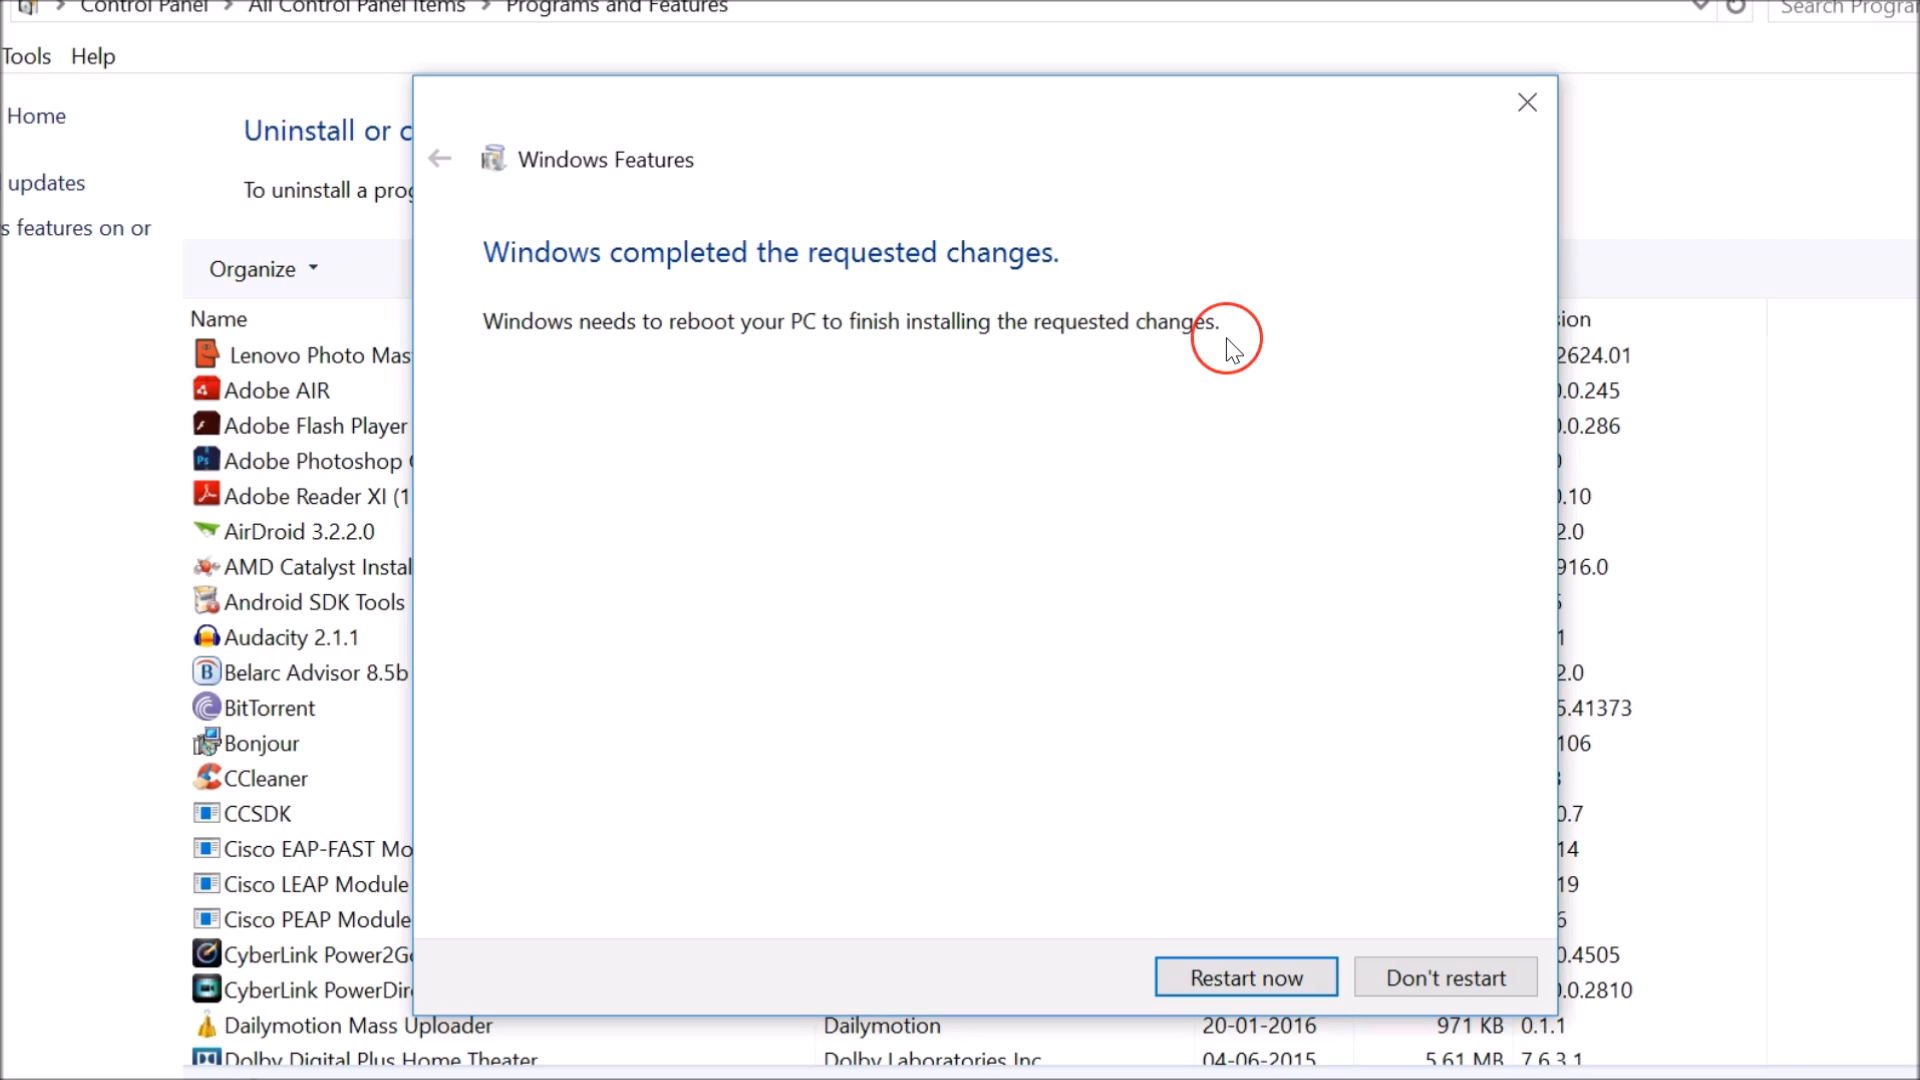 Control Panel > All Control Panel Items > Programs and Features
Search Progra
Tools Help
Home
updates
s features on or
Uninstall or c
To uninstall a prog
Organize
Windows Features
Windows completed the requested changes.
Windows needs to reboot your PC to finish installing the requested changes.
Name
ion
Lenovo Photo Mas
2624.01
Adobe AIR
.0.245
Adobe Flash Player
.0.286
Adobe Photoshop
Adobe Reader XI (1
.10
AirDroid 3.2.2.0
2.0
AMD Catalyst Instal
916.0
Android SDK Tools
Audacity 2.1.1
1
Belarc Advisor 8.5b
2.0
BitTorrent
5.41373
Bonjour
106
CCleaner
CCSDK
0.7
Cisco EAP-FAST Mo
14
Cisco LEAP Module
19
Cisco PEAP Module
6
CyberLink Power2Go
0.4505
CyberLink PowerDire
.0.2810
Restart now
Don't restart
Dailymotion Mass Uploader Dailymotion 20-01-2016 971 KB 0.1.1
Dolby Digital Plus Home Theater Dolby Laboratories Inc 04-06-2015 5.61 MB 7.6.3.1